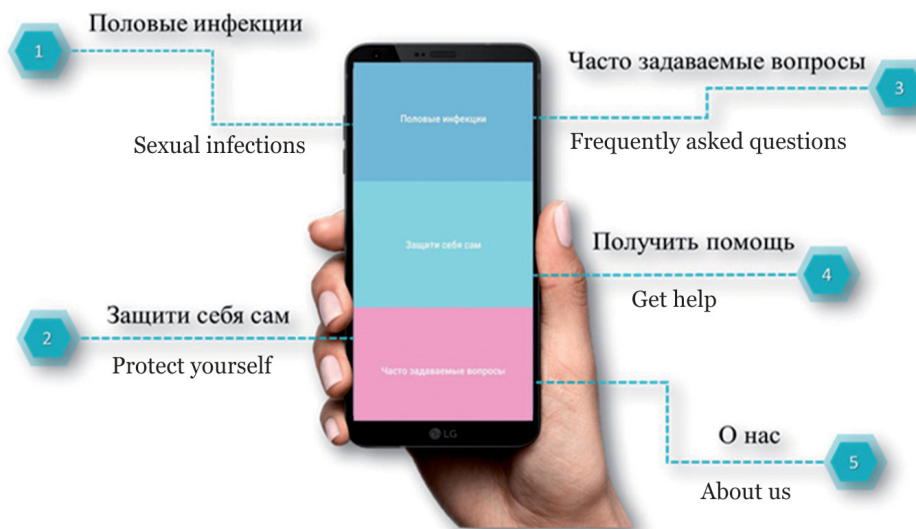 Половые инфекции
1
Sexual infections
Защити себя сам
2
Protect yourself
Половые инфекции
Защити себя сам
Часто задаваемые вопросы
LG
Часто задаваемые вопросы
3
Frequently asked questions
Получить помощь
4
Get help
О нас
5
About us